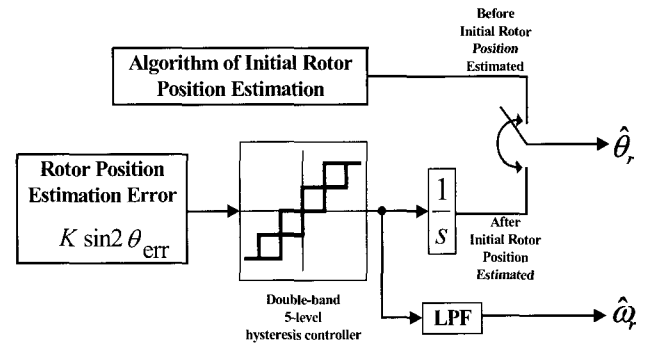 Before
Initial Rotor
Position
Estimated
Algorithm of Initial Rotor
Position Estimation
θ̂r
Rotor Position
Estimation Error
K sin2 θerr
1
s
After
Initial Rotor
Position
Estimated
Double-band
5-level
hysteresis controller
LPF
ω̂r